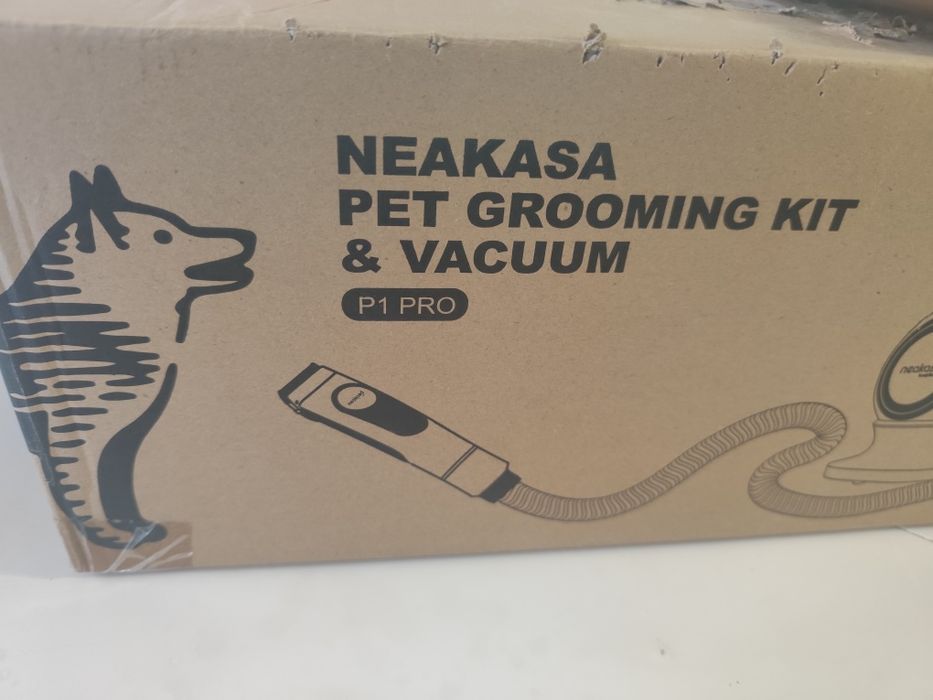 NEAKASA
PET GROOMING KIT
& VACUUM
P1 PRO